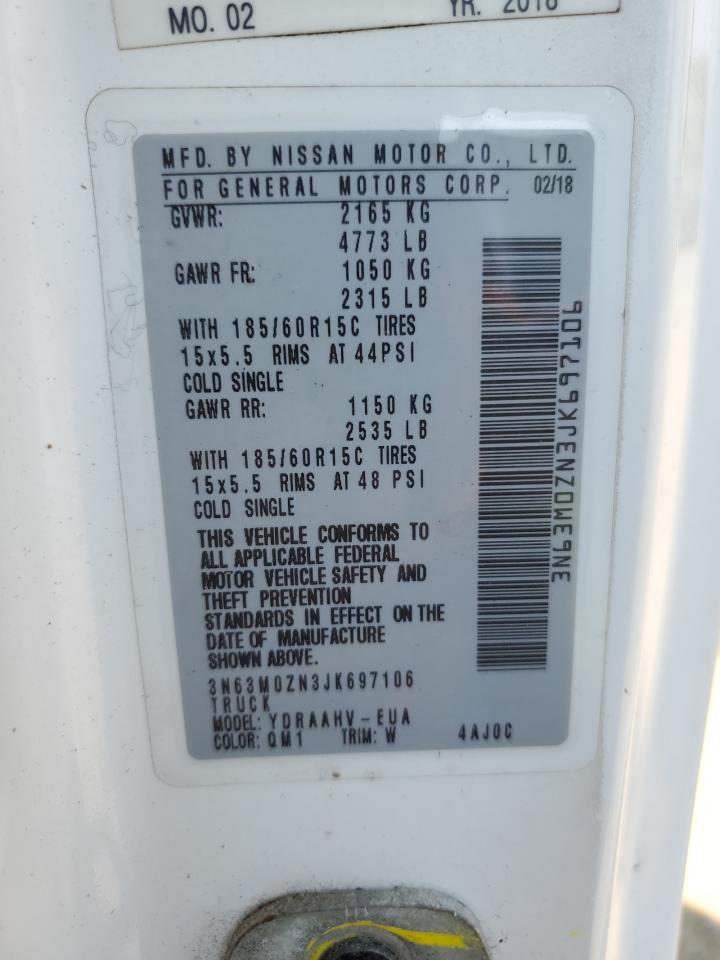 MO. 02 YR. 2018
MFD. BY NISSAN MOTOR CO., LTD.
FOR GENERAL MOTORS CORP. 02/18
GVWR: 2165 KG
4773 LB
GAWR FR: 1050 KG
2315 LB
WITH 185/60R15C TIRES
15x5.5 RIMS AT 44PSI
COLD SINGLE
GAWR RR: 1150 KG
2535 LB
WITH 185/60R15C TIRES
15x5.5 RIMS AT 48 PSI
COLD SINGLE
THIS VEHICLE CONFORMS TO
ALL APPLICABLE FEDERAL
MOTOR VEHICLE SAFETY AND
THEFT PREVENTION
STANDARDS IN EFFECT ON THE
DATE OF MANUFACTURE
SHOWN ABOVE.
3N63M0ZN3JK697106
TRUCK
MODEL: YDRAAHV-EUA
COLOR: QM1 TRIM: W 4AJ0C
3N63M0ZN3JK697106